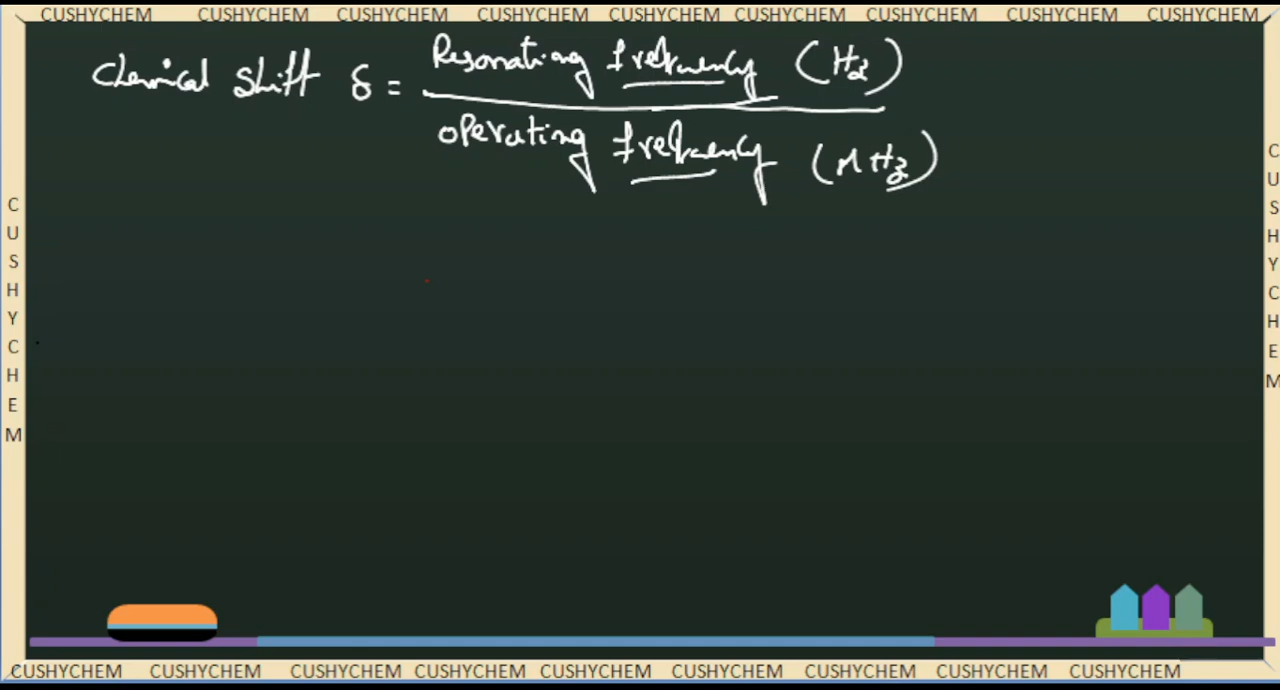 CUSHYCHEM CUSHYCHEM CUSHYCHEM CUSHYCHEM CUSHYCHEM CUSHYCHEM CUSHYCHEM CUSHYCHEM CUSHYCHEM
Chemical shift δ = Resonating frequency (Hz)
operating frequency (MHz)
CUSHYCHEM
CUSHYCHEM
CUSHYCHEM CUSHYCHEM CUSHYCHEM CUSHYCHEM CUSHYCHEM CUSHYCHEM CUSHYCHEM CUSHYCHEM CUSHYCHEM